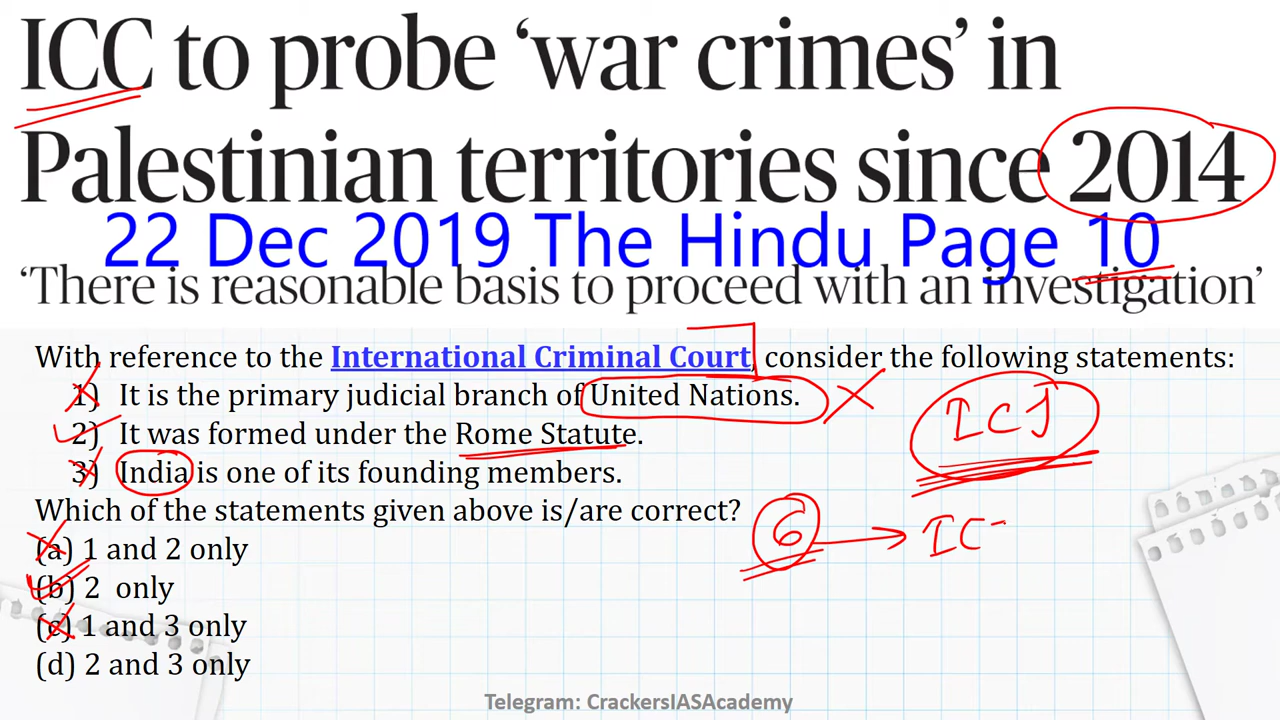 ICC to probe ‘war crimes’ in
Palestinian territories since 2014
22 Dec 2019 The Hindu Page 10
‘There is reasonable basis to proceed with an investigation’
With reference to the International Criminal Court, consider the following statements:
1) It is the primary judicial branch of United Nations.
2) It was formed under the Rome Statute.
ICJ
3) India is one of its founding members.
Which of the statements given above is/are correct?
6 IC
(a) 1 and 2 only
(b) 2 only
(c) 1 and 3 only
(d) 2 and 3 only
Telegram: CrackersIASAcademy